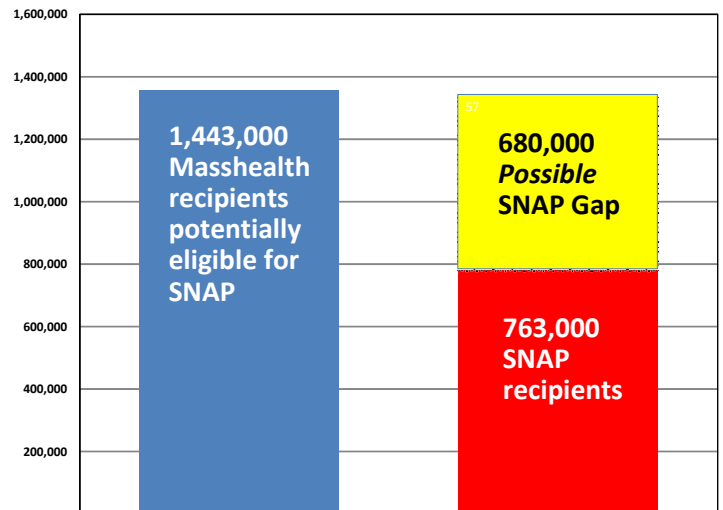 1,600,000
1,400,000
1,200,000
1,000,000
800,000
600,000
400,000
200,000
1,443,000
Masshealth
recipients
potentially
eligible for
SNAP
57
680,000
Possible
SNAP Gap
763,000
SNAP
recipients